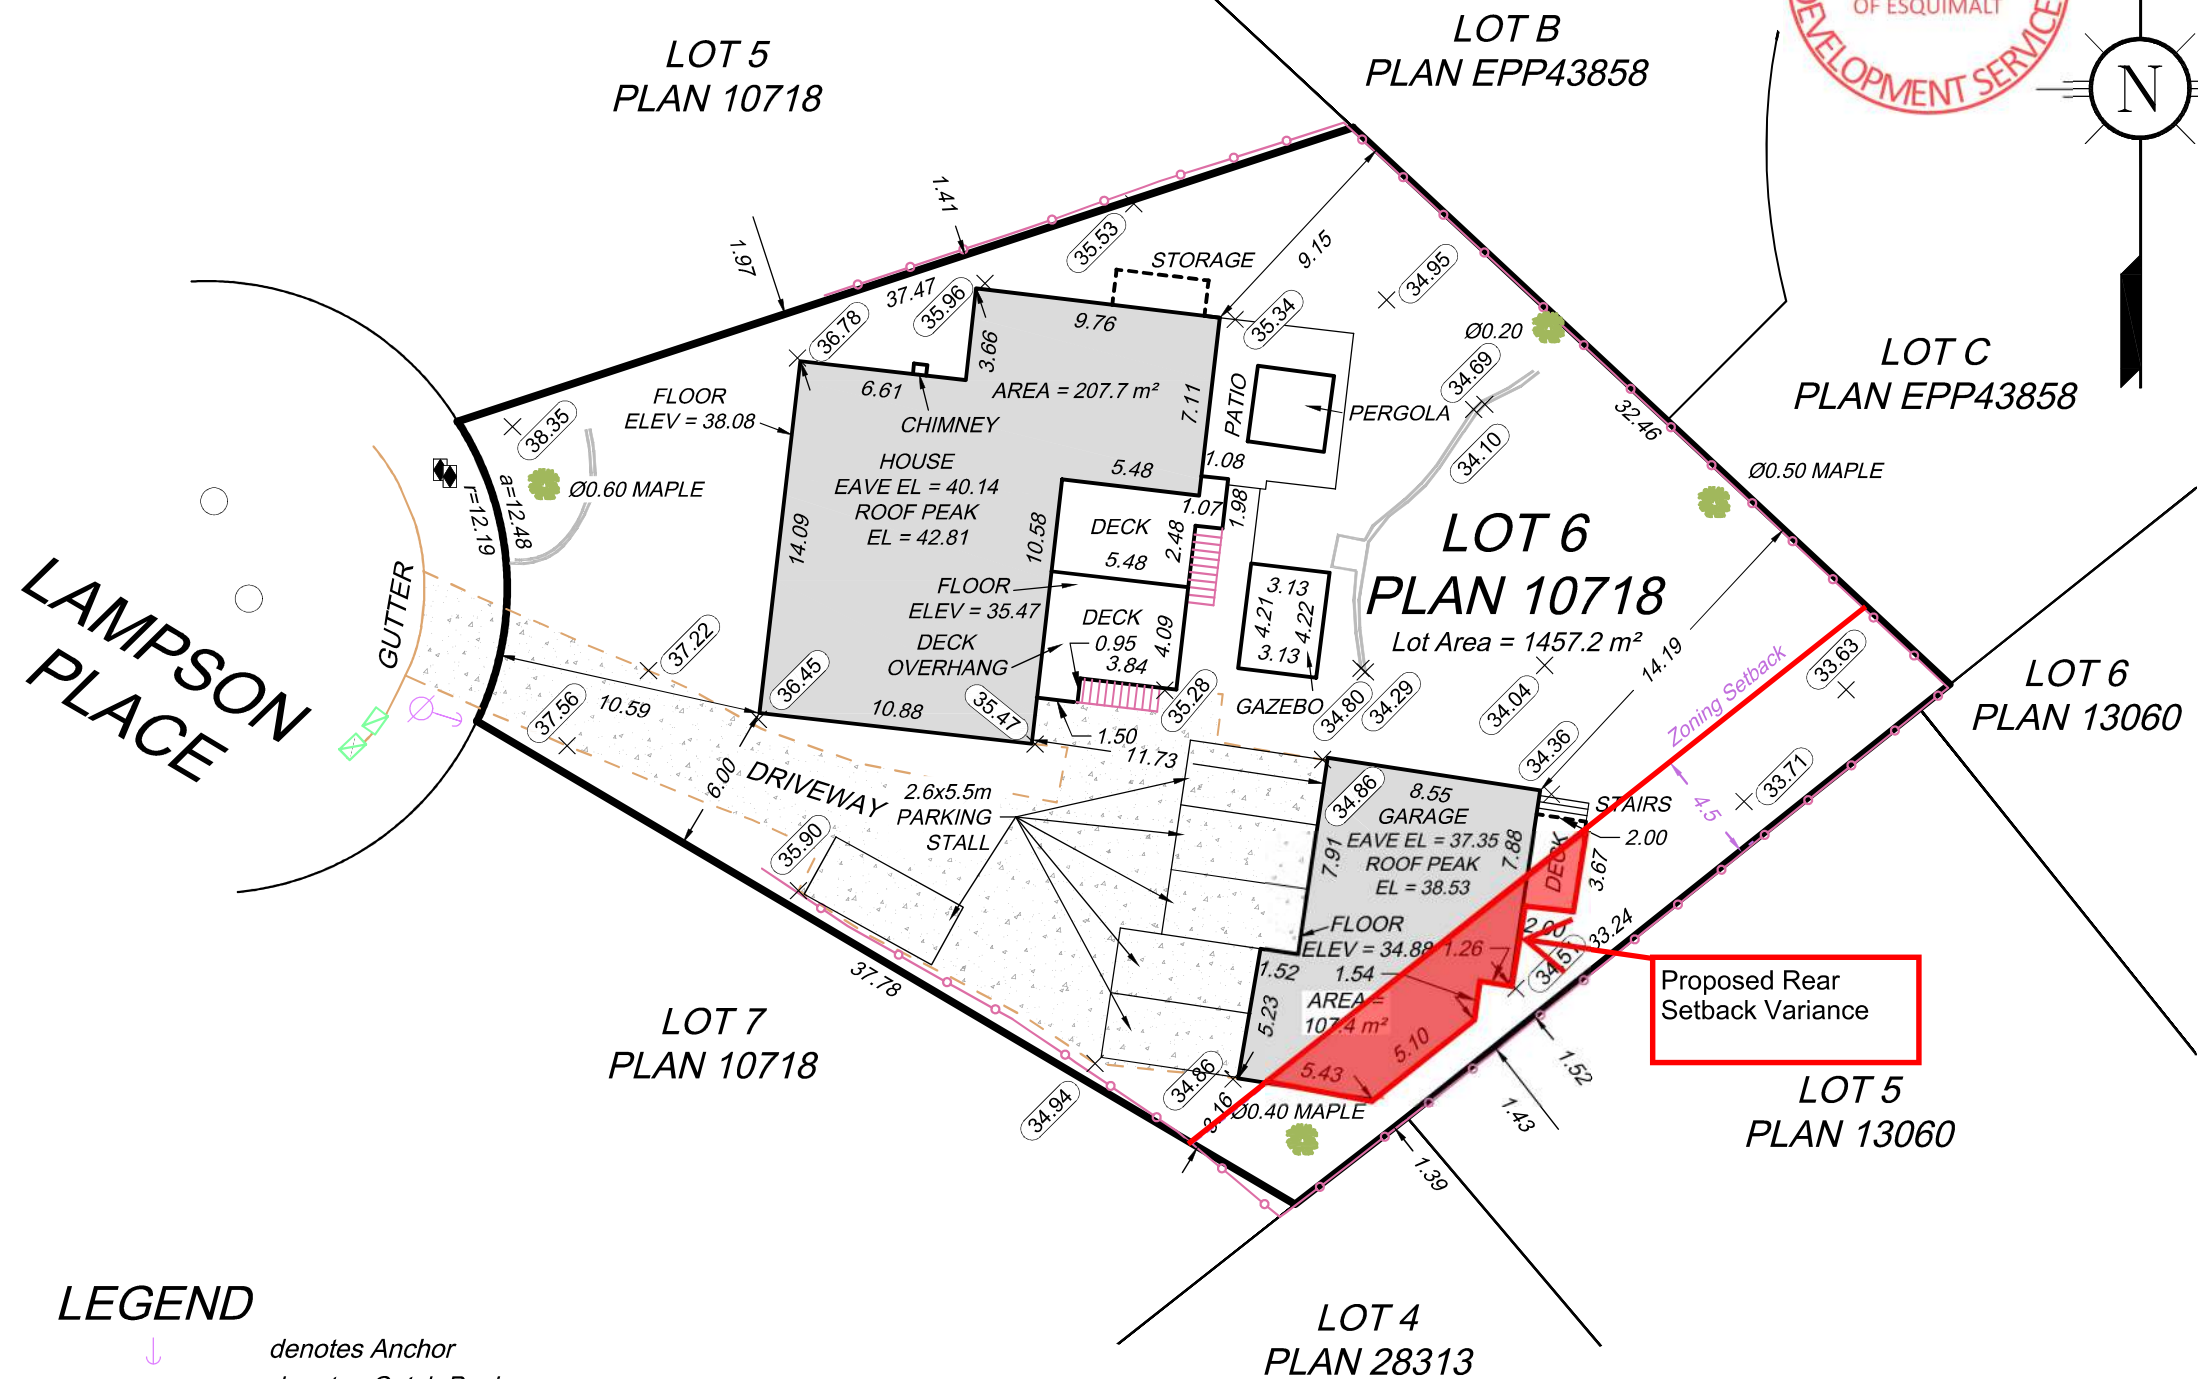 OF ESQUIMALT
DEVELOPMENT SERVICE
N
LOT 5
PLAN 10718
LOT B
PLAN EPP43858
LOT C
PLAN EPP43858
1.41
1.97
37.47
35.53
STORAGE
9.15
34.95
35.96
36.78
9.76
35.34
Ø0.20
34.69
3.66
6.61
AREA = 207.7 m²
7.11
PATIO
PERGOLA
32.46
FLOOR
ELEV = 38.08
CHIMNEY
38.35
Ø0.60 MAPLE
r=12.19
a=12.48
HOUSE
EAVE EL = 40.14
ROOF PEAK
EL = 42.81
14.09
5.48
1.08
34.10
Ø0.50 MAPLE
1.07
1.98
DECK
2.48
5.48
10.58
LOT 6
PLAN 10718
Lot Area = 1457.2 m²
GUTTER
LAMPSON
PLACE
FLOOR
ELEV = 35.47
DECK
0.95
3.84
4.09
DECK
OVERHANG
3.13
4.21
4.22
3.13
GAZEBO
37.22
36.45
10.59
37.56
10.88
35.47
35.28
34.80
34.29
34.04
14.19
Zoning Setback
33.63
LOT 6
PLAN 13060
1.50
11.73
6.00
DRIVEWAY
2.6x5.5m
PARKING
STALL
35.90
34.86
34.36
8.55
GARAGE
EAVE EL = 37.35
ROOF PEAK
EL = 38.53
7.91
7.88
STAIRS
2.00
DECK
3.67
4.5
33.71
FLOOR
ELEV = 34.88
1.26
2.00
34.51
33.24
1.52
1.54
AREA =
107.4 m²
5.23
5.10
5.43
Proposed Rear
Setback Variance
37.78
LOT 7
PLAN 10718
34.94
34.86
3.16
Ø0.40 MAPLE
1.52
1.43
1.39
LOT 5
PLAN 13060
LOT 4
PLAN 28313
LEGEND
denotes Anchor